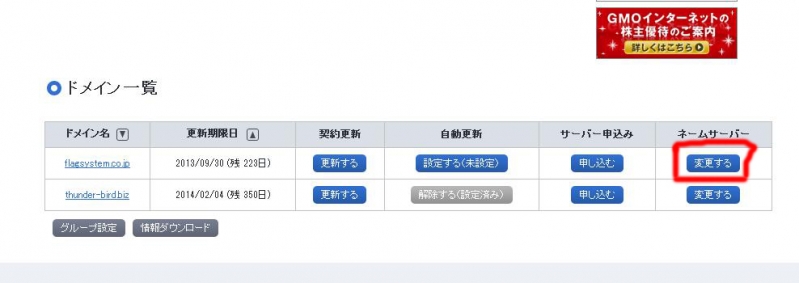 GMOインターネットの
株主優待のご案内
詳しくはこちら
ドメイン一覧
ドメイン名 ▼ 更新期限日 ▲ 契約更新 自動更新 サーバー申込み ネームサーバー
flagsystem.co.jp 2013/09/30 (残 223日) 更新する 設定する(未設定) 申し込む 変更する
thunder-bird.biz 2014/02/04 (残 350日) 更新する 解除する(設定済み) 申し込む 変更する
グループ設定 情報ダウンロード